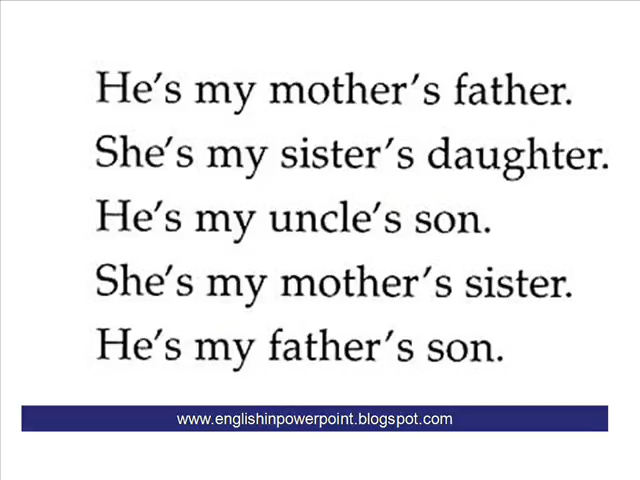 He's my mother's father.
She's my sister's daughter.
He's my uncle's son.
She's my mother's sister.
He's my father's son.
www.englishinpowerpoint.blogspot.com